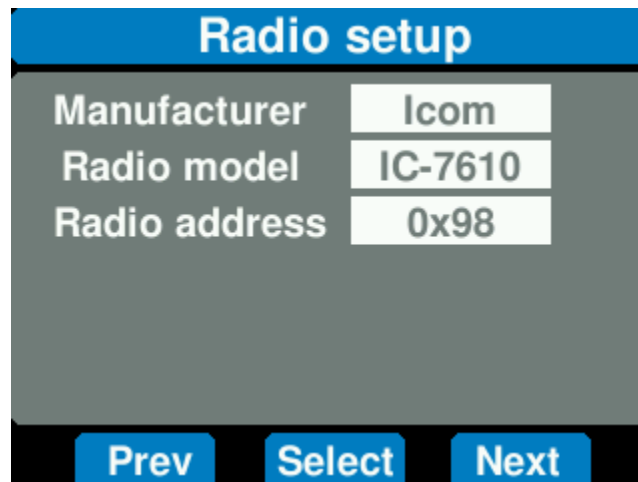 Radio setup
Manufacturer Icom
Radio model IC-7610
Radio address 0x98
Prev Select Next